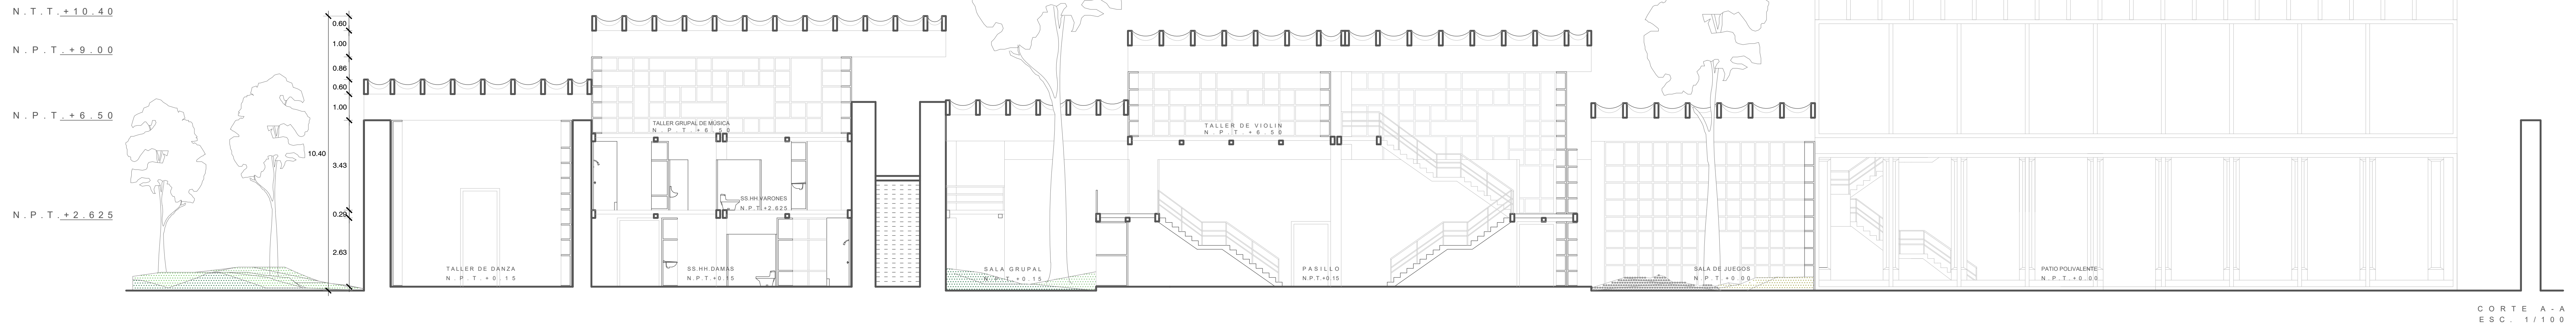 N.T.T.+10.40
N.P.T.+9.00
N.P.T.+6.50
N.P.T.+2.625
0.60
1.00
0.86
0.60
1.00
10.40
3.43
0.29
2.63
TALLER DE DANZA
N.P.T.+0.15
TALLER GRUPAL DE MÚSICA
N.P.T.+6.50
SS.HH.VARONES
N.P.T.+2.625
SS.HH.DAMAS
N.P.T.+0.15
SALA GRUPAL
N.P.T.+0.15
TALLER DE VIOLIN
N.P.T.+6.50
PASILLO
N.P.T.+0.15
SALA DE JUEGOS
N.P.T.+0.00
PATIO POLIVALENTE
N.P.T.+0.00
CORTE A-A
ESC. 1/100